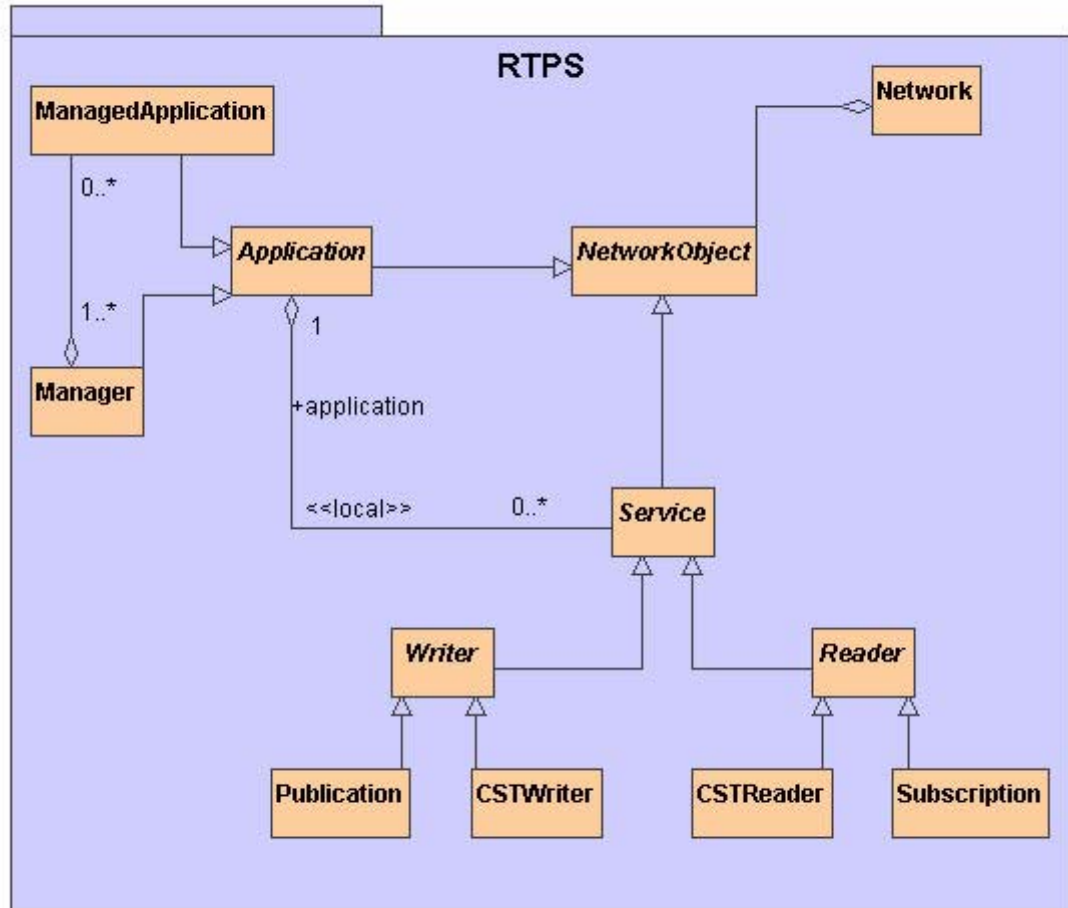 RTPS
Network
ManagedApplication
0..*
Application
NetworkObject
1..*
1
Manager
+application
<<local>>
0..*
Service
Writer
Reader
Publication
CSTWriter
CSTReader
Subscription